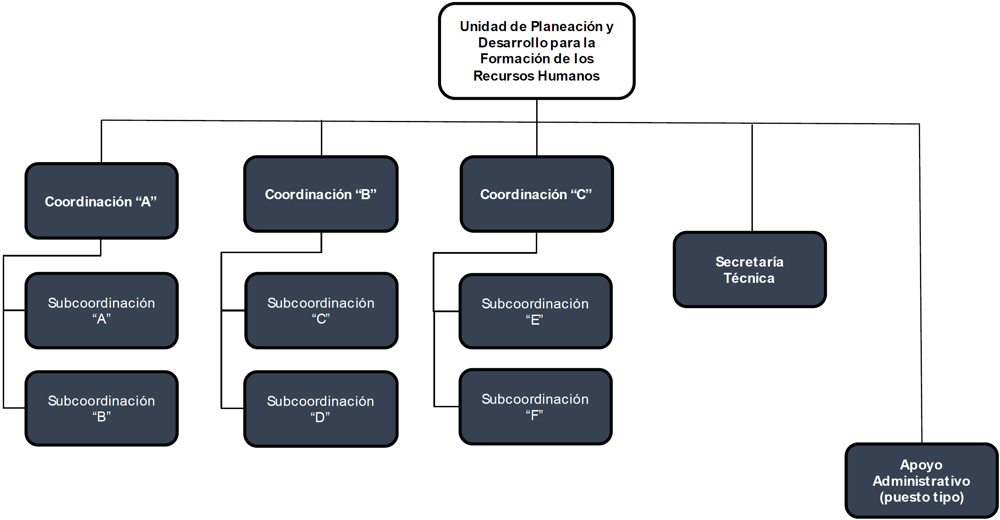 Unidad de Planeación y
Desarrollo para la
Formación de los
Recursos Humanos
Coordinación “A”
Coordinación “B”
Coordinación “C”
Secretaría
Técnica
Subcoordinación
“A”
Subcoordinación
“C”
Subcoordinación
“E”
Subcoordinación
“B”
Subcoordinación
“D”
Subcoordinación
“F”
Apoyo
Administrativo
(puesto tipo)